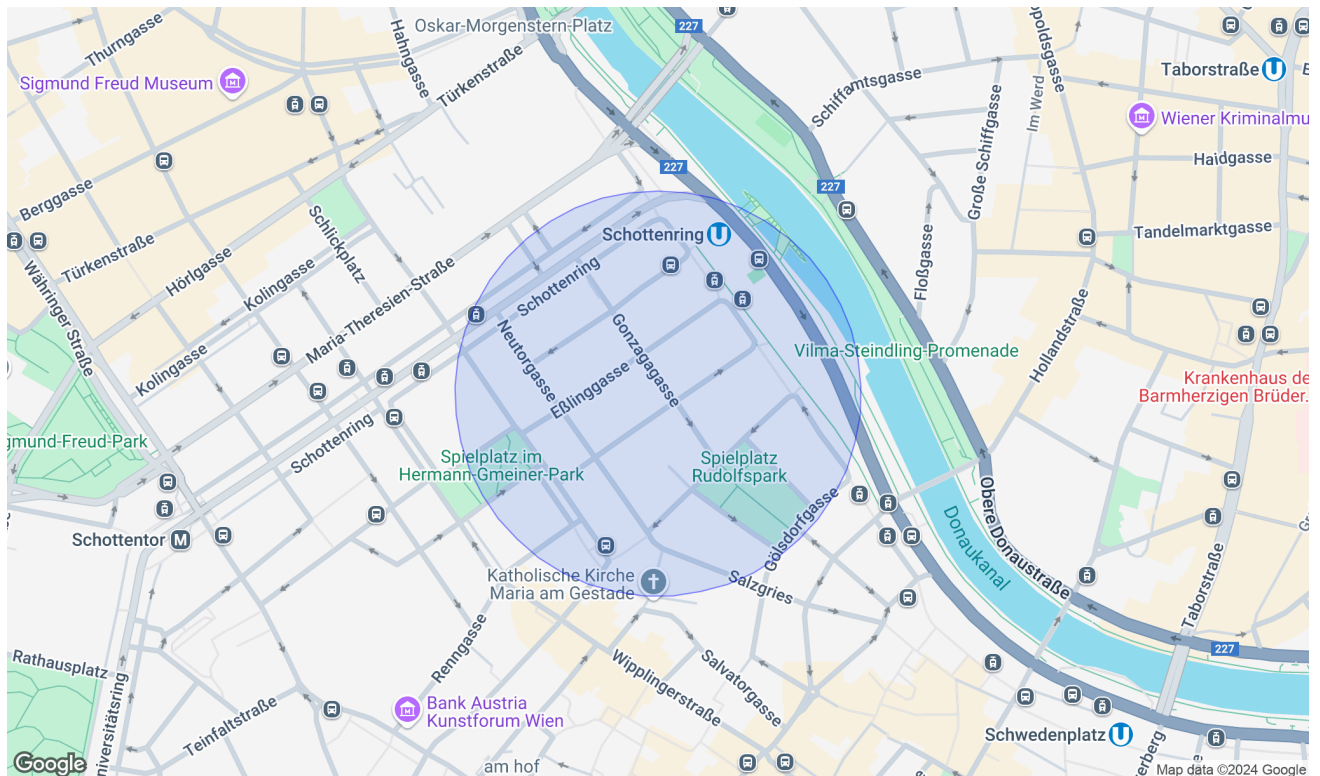 Oskar-Morgenstern-Platz
227
Thurngasse
Hahngasse
Türkenstraße
Sigmund Freud Museum
Schiffamtsgasse
Im Werd
Taborstraße
Wiener Kriminalmu
Große Schiffgasse
Haidgasse
227
227
Berggasse
Schlickplatz
Türkenstraße
Hörlgasse
Kolingasse
Währinger Straße
Maria-Theresien-Straße
Schottenring
Schottenring
Floßgasse
Tandelmarktgasse
Hollandstraße
Neutorgasse
Gonzagagasse
Eßlinggasse
Kolingasse
Vilma-Steindling-Promenade
Krankenhaus de
Barmherzigen Brüder.
gmund-Freud-Park
Schottenring
Spielplatz im
Hermann-Gmeiner-Park
Spielplatz
Rudolfspark
Gölsdorfgasse
Obere Donaustraße
Donaukanal
Schottentor
Katholische Kirche
Maria am Gestade
Salzgries
Taborstraße
Rathausplatz
Renngasse
Wipplingerstraße
Salvatorgasse
227
Teinfaltstraße
niversitätsring
Bank Austria
Kunstforum Wien
Schwedenplatz
am hof
Google
Map data ©2024 Google